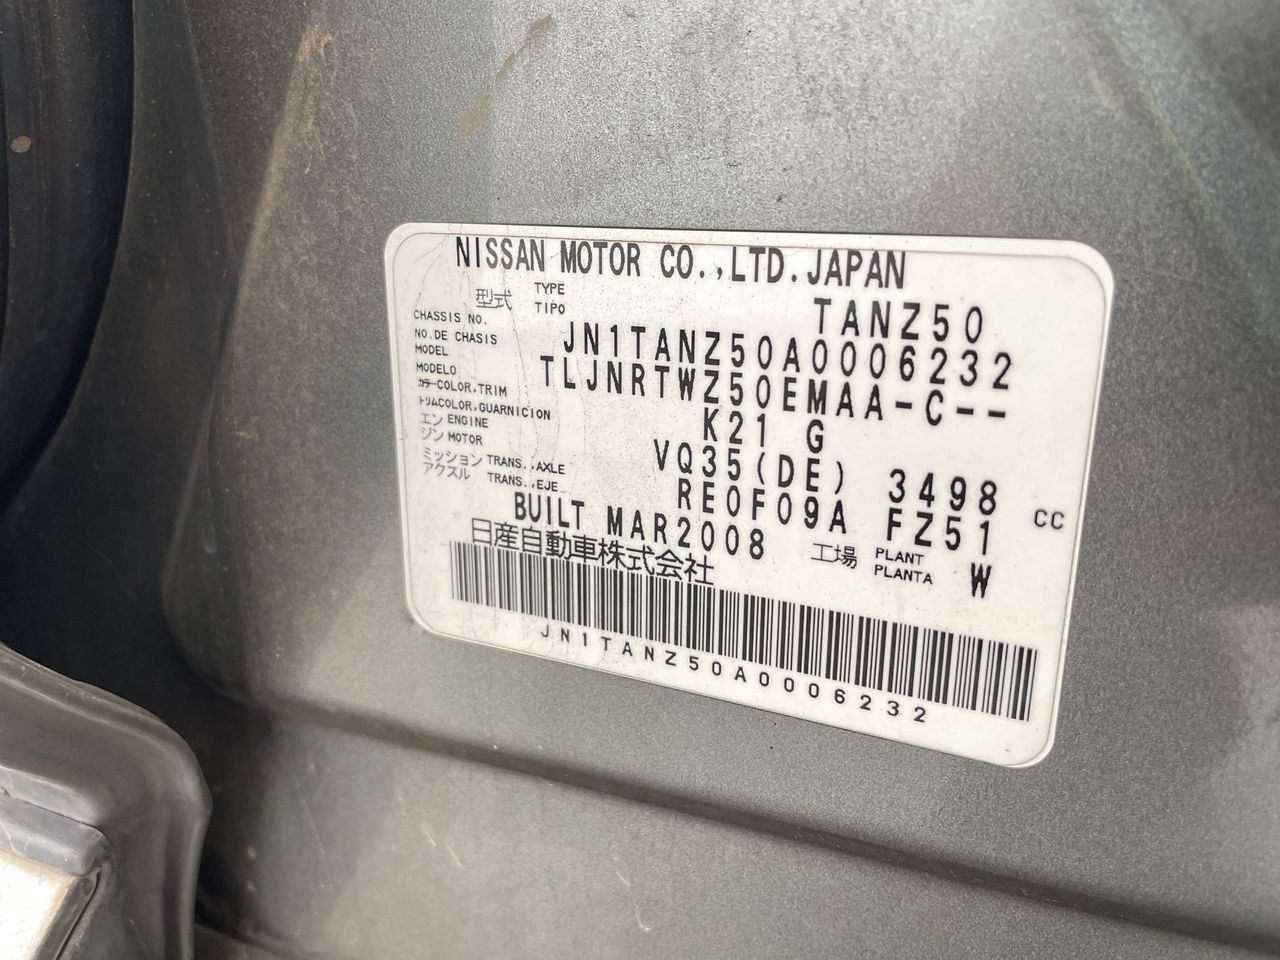 NISSAN MOTOR CO.,LTD.JAPAN
型式 TYPE TIPO TANZ50
CHASSIS NO. NO.DE CHASIS JN1TANZ50A0006232
MODEL MODELO TLJNRTWZ50EMAA-C--
カラー COLOR,TRIM トリム COLOR,GUARNICION K21 G
エンジン ENGINE MOTOR VQ35(DE) 3498 CC
ミッション アクスル TRANS.,AXLE TRANS.,EJE RE0F09A FZ51
BUILT MAR2008 工場 PLANT PLANTA W
日産自動車株式会社
JN1TANZ50A0006232